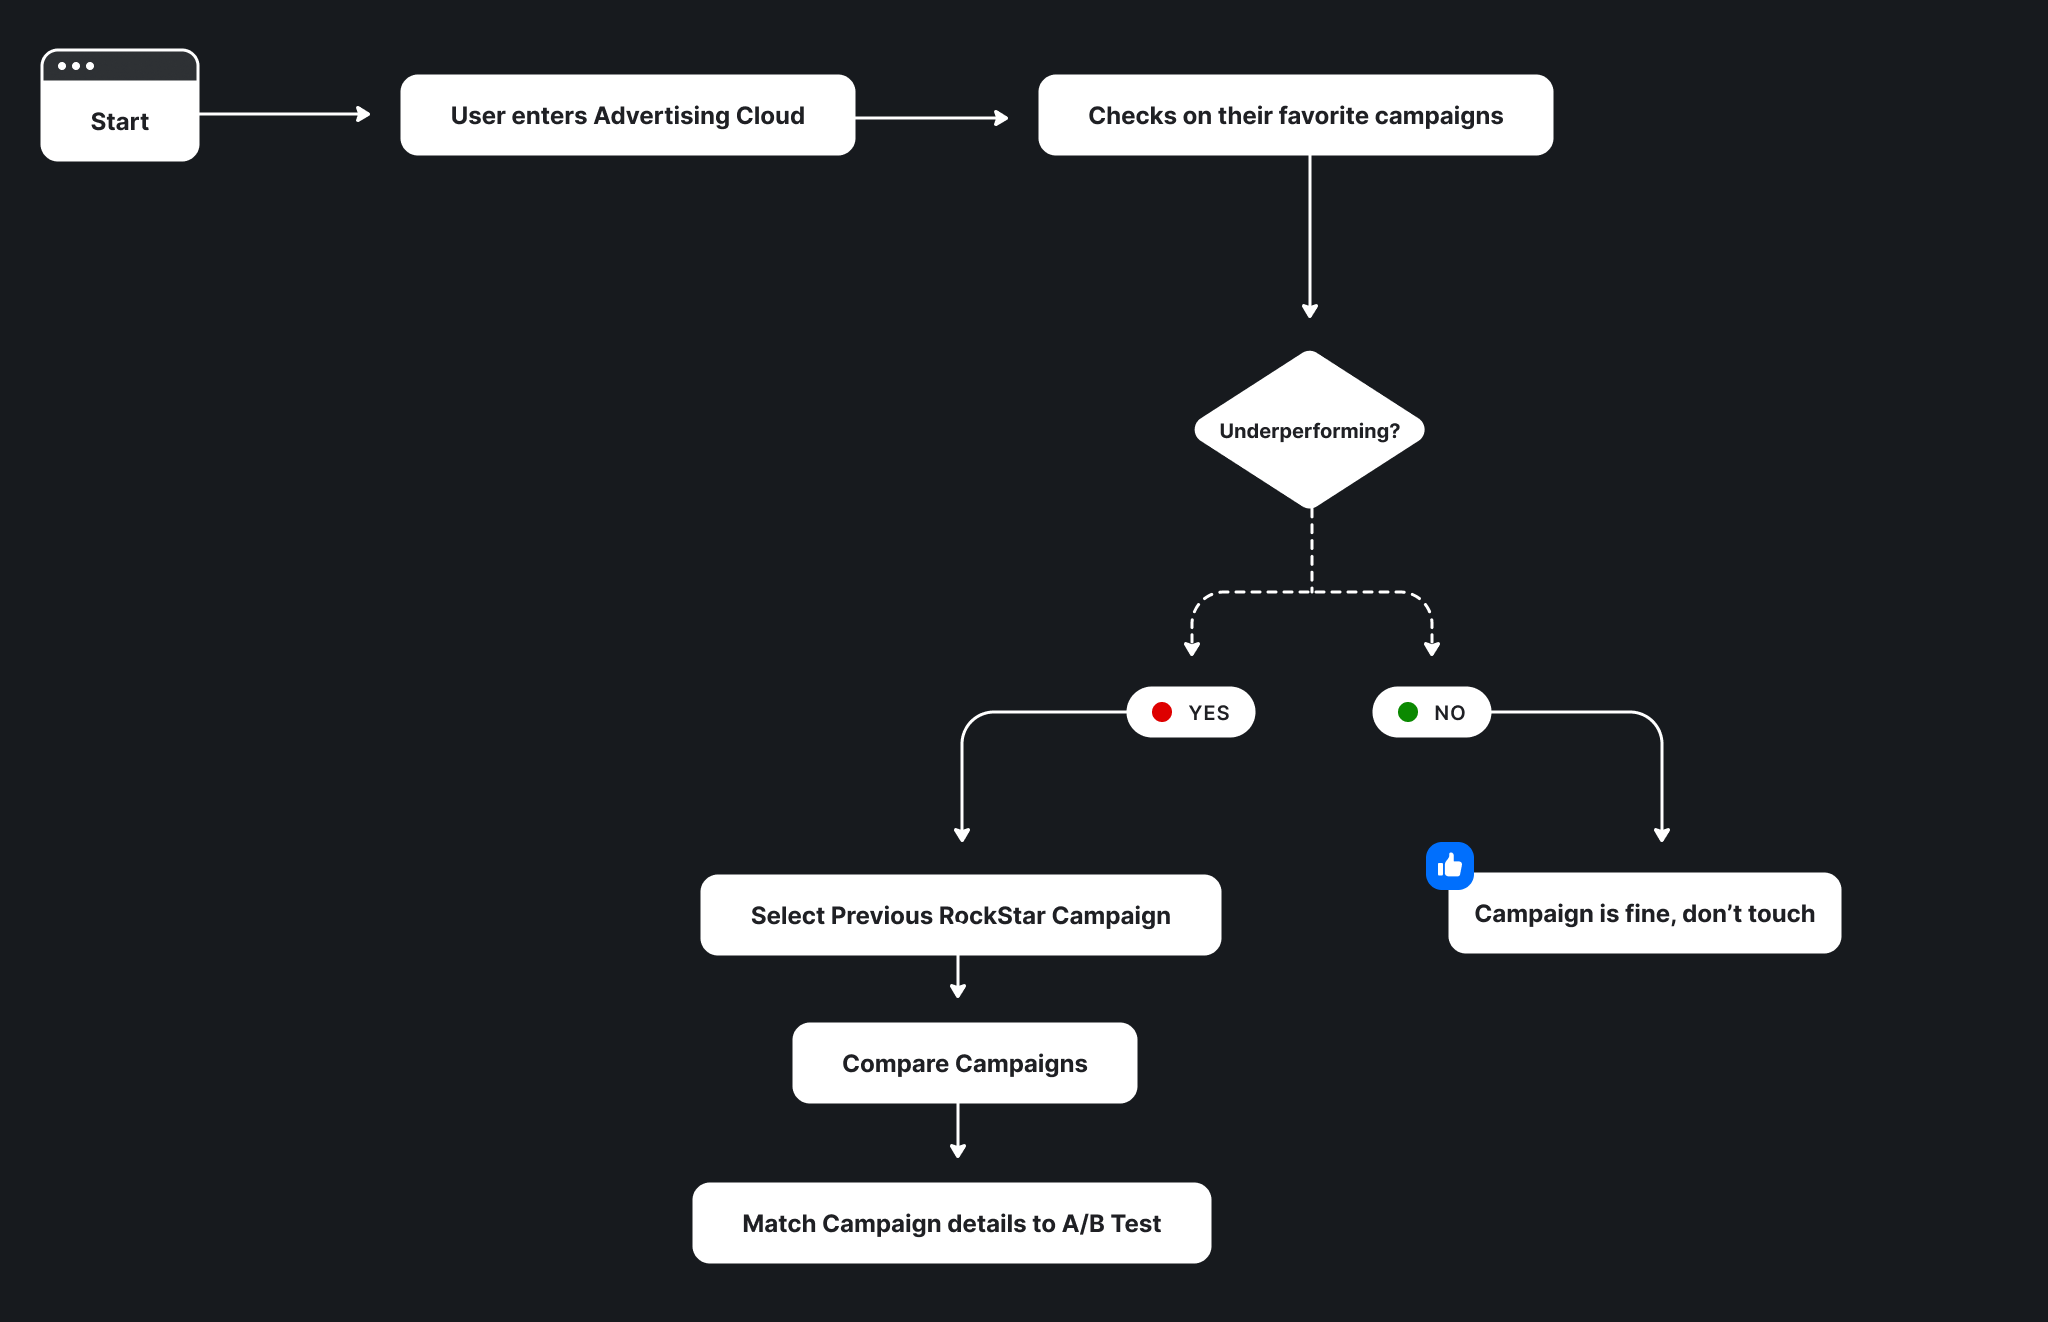 Start
User enters Advertising Cloud
Checks on their favorite campaigns
Underperforming?
YES
NO
Select Previous RockStar Campaign
Campaign is fine, don’t touch
Compare Campaigns
Match Campaign details to A/B Test